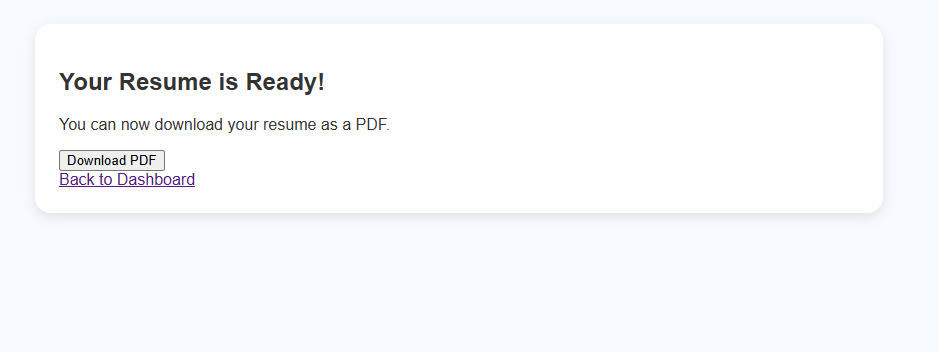 Your Resume is Ready!
You can now download your resume as a PDF.
Download PDF
Back to Dashboard